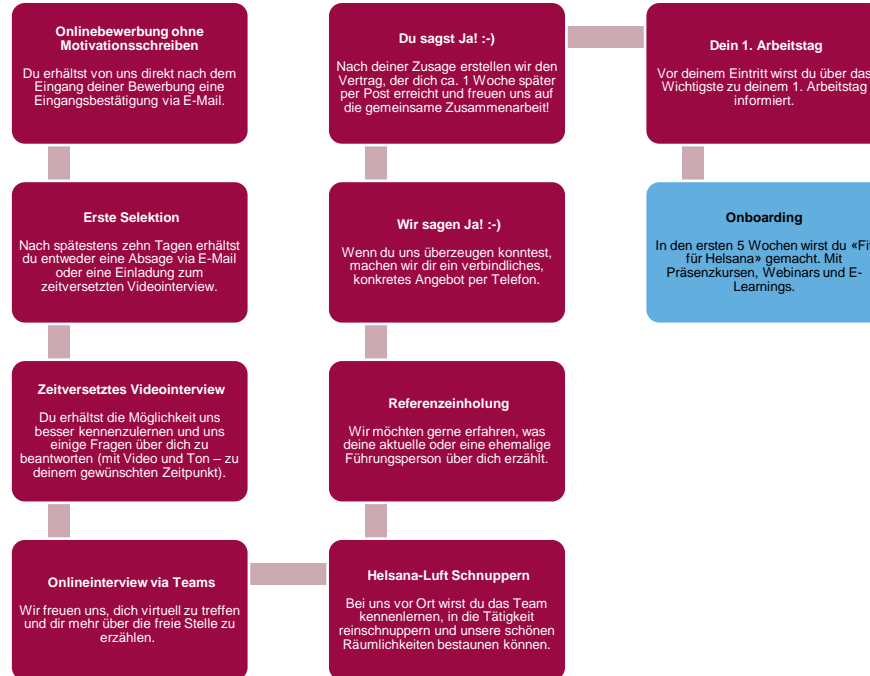 Onlinebewerbung ohne
Motivationsschreiben
Du erhältst von uns direkt nach dem
Eingang deiner Bewerbung eine
Eingangsbestätigung via E-Mail.
Erste Selektion
Nach spätestens zehn Tagen erhältst
du entweder eine Absage via E-Mail
oder eine Einladung zum
zeitversetzten Videointerview.
Zeitversetztes Videointerview
Du erhältst die Möglichkeit uns
besser kennenzulernen und uns
einige Fragen über dich zu
beantworten (mit Video und Ton – zu
deinem gewünschten Zeitpunkt).
Onlineinterview via Teams
Wir freuen uns, dich virtuell zu treffen
und dir mehr über die freie Stelle zu
erzählen.
Helsana-Luft Schnuppern
Bei uns vor Ort wirst du das Team
kennenlernen, in die Tätigkeit
reinschnuppern und unsere schönen
Räumlichkeiten bestaunen können.
Referenzeinholung
Wir möchten gerne erfahren, was
deine aktuelle oder eine ehemalige
Führungsperson über dich erzählt.
Wir sagen Ja! :-)
Wenn du uns überzeugen konntest,
machen wir dir ein verbindliches,
konkretes Angebot per Telefon.
Du sagst Ja! :-)
Nach deiner Zusage erstellen wir den
Vertrag, der dich ca. 1 Woche später
per Post erreicht und freuen uns auf
die gemeinsame Zusammenarbeit!
Dein 1. Arbeitstag
Vor deinem Eintritt wirst du über das
Wichtigste zu deinem 1. Arbeitstag
informiert.
Onboarding
In den ersten 5 Wochen wirst du «Fit
für Helsana» gemacht. Mit
Präsenzkursen, Webinars und E-
Learnings.